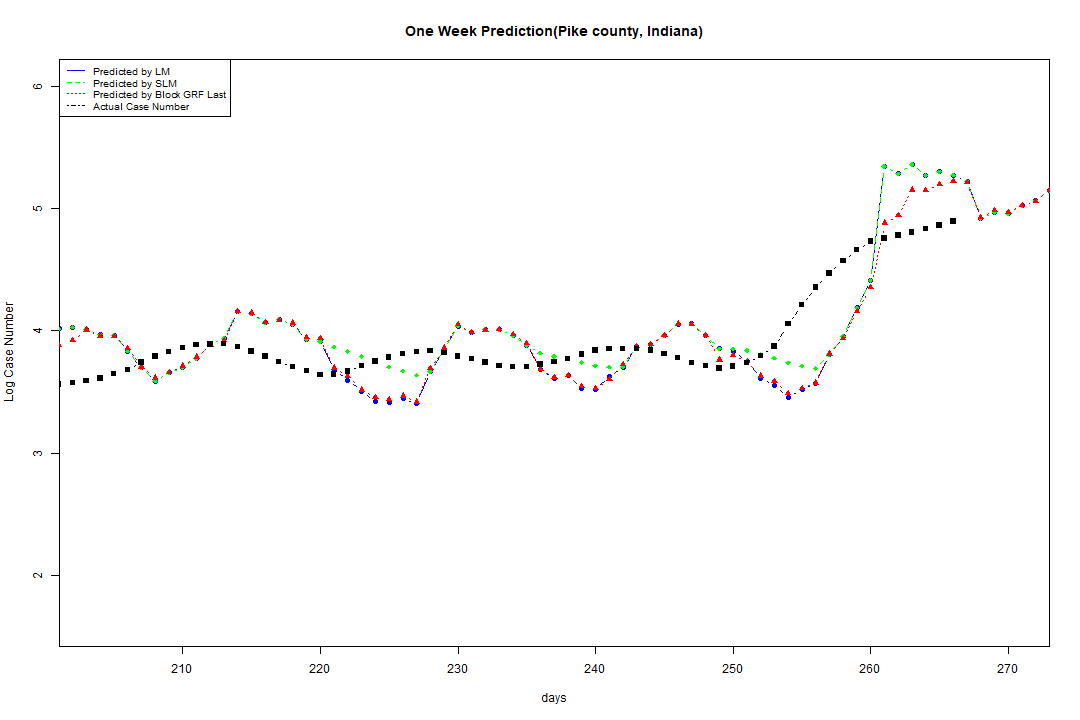 One Week Prediction(Pike county, Indiana)
Predicted by LM
Predicted by SLM
Predicted by Block GRF Last
Actual Case Number
6
5
4
3
2
Log Case Number
210 220 230 240 250 260 270
days